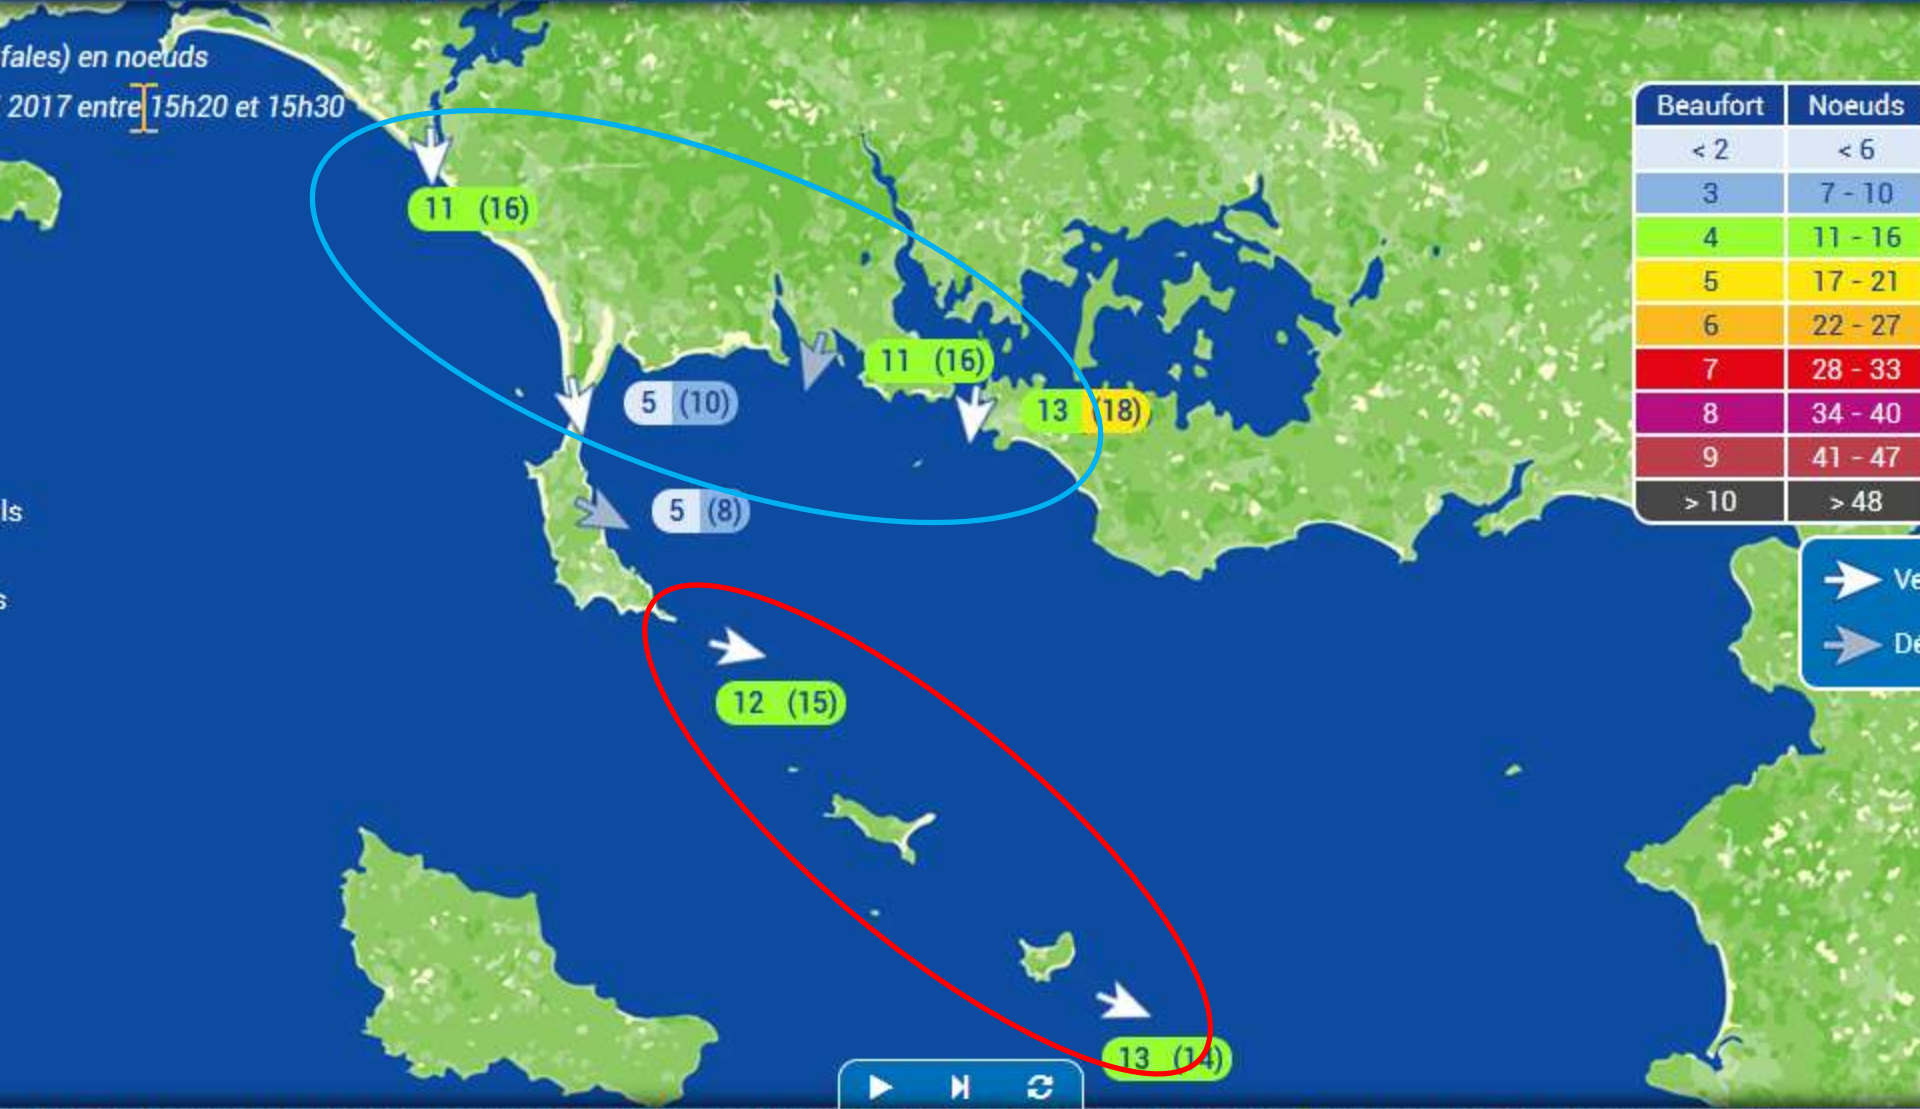 fales) en noeuds
2017 entre 15h20 et 15h30
Beaufort Noeuds
< 2 < 6
3 7 - 10
4 11 - 16
5 17 - 21
6 22 - 27
7 28 - 33
8 34 - 40
9 41 - 47
> 10 > 48
11 (16)
11 (16)
5 (10)
13 (18)
5 (8)
ls
s
Ve
Dé
12 (15)
13 (14)